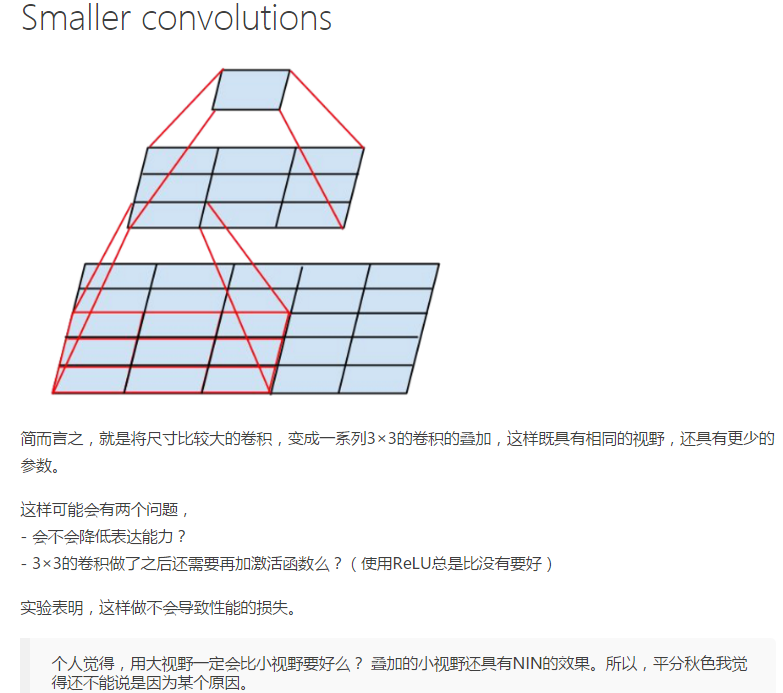 Smaller convolutions
简而言之，就是将尺寸比较大的卷积，变成一系列3×3的卷积的叠加，这样既具有相同的视野，还具有更少的
参数。
这样可能会有两个问题，
- 会不会降低表达能力？
- 3×3的卷积做了之后还需要再加激活函数么？（使用ReLU总是比没有要好）
实验表明，这样做不会导致性能的损失。
个人觉得，用大视野一定会比小视野要好么？ 叠加的小视野还具有NIN的效果。所以，平分秋色我觉
得还不能说是因为某个原因。